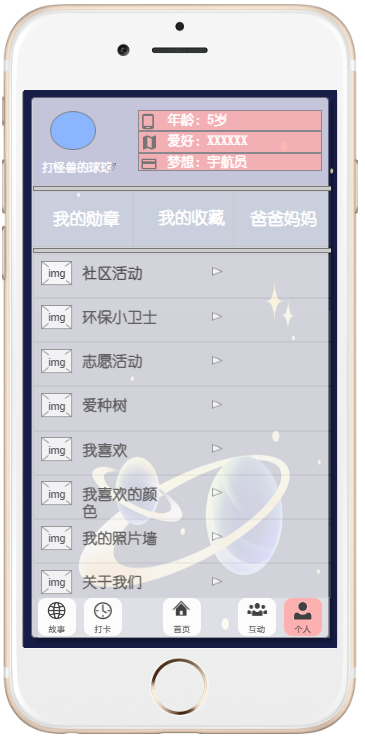 年龄：5岁
爱好：XXXXXX
打怪兽的球球♂
梦想：宇航员
我的勋章 我的收藏 爸爸妈妈
img 社区活动
img 环保小卫士
img 志愿活动
img 爱种树
img 我喜欢
img 我喜欢的颜
色
img 我的照片墙
img 关于我们
故事 打卡 首页 互动 个人